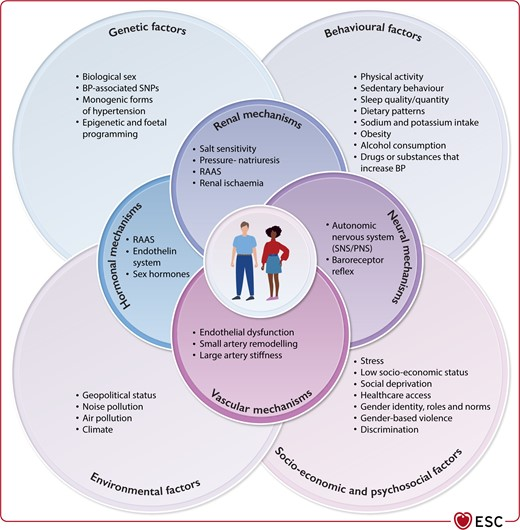 Genetic factors
• Biological sex
• BP-associated SNPs
• Monogenic forms
of hypertension
• Epigenetic and foetal
programming
Behavioural factors
• Physical activity
• Sedentary behaviour
• Sleep quality/quantity
• Dietary patterns
• Sodium and potassium intake
• Obesity
• Alcohol consumption
• Drugs or substances that
increase BP
Renal mechanisms
• Salt sensitivity
• Pressure- natriuresis
• RAAS
• Renal ischaemia
Hormonal mechanisms
• RAAS
• Endothelin
system
• Sex hormones
Neural mechanisms
• Autonomic
nervous system
(SNS/PNS)
• Baroreceptor
reflex
• Endothelial dysfunction
• Small artery remodelling
• Large artery stiffness
Vascular mechanisms
• Geopolitical status
• Noise pollution
• Air pollution
• Climate
Environmental factors
• Stress
• Low socio-economic status
• Social deprivation
• Healthcare access
• Gender identity, roles and norms
• Gender-based violence
• Discrimination
Socio-economic and psychosocial factors
ESC